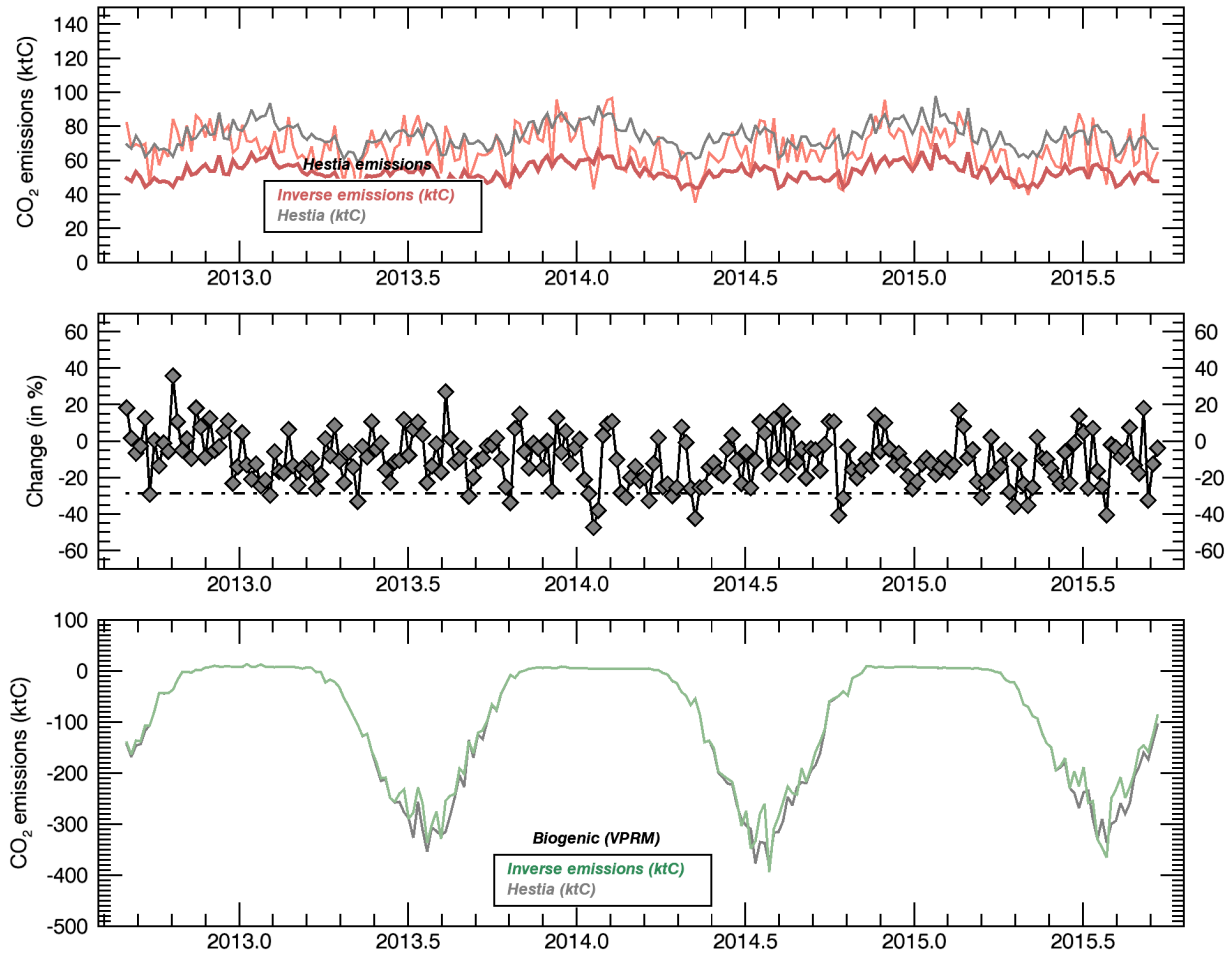 140
120
100
80
60
40
20
0
CO2 emissions (ktC)
Hestia emissions
Inverse emissions (ktC)
Hestia (ktC)
2013.0 2013.5 2014.0 2014.5 2015.0 2015.5
60 60
40 40
20 20
0 0
-20 -20
-40 -40
-60 -60
Change (in %)
2013.0 2013.5 2014.0 2014.5 2015.0 2015.5
100
0
-100
-200
-300
-400
-500
CO2 emissions (ktC)
Biogenic (VPRM)
Inverse emissions (ktC)
Hestia (ktC)
2013.0 2013.5 2014.0 2014.5 2015.0 2015.5